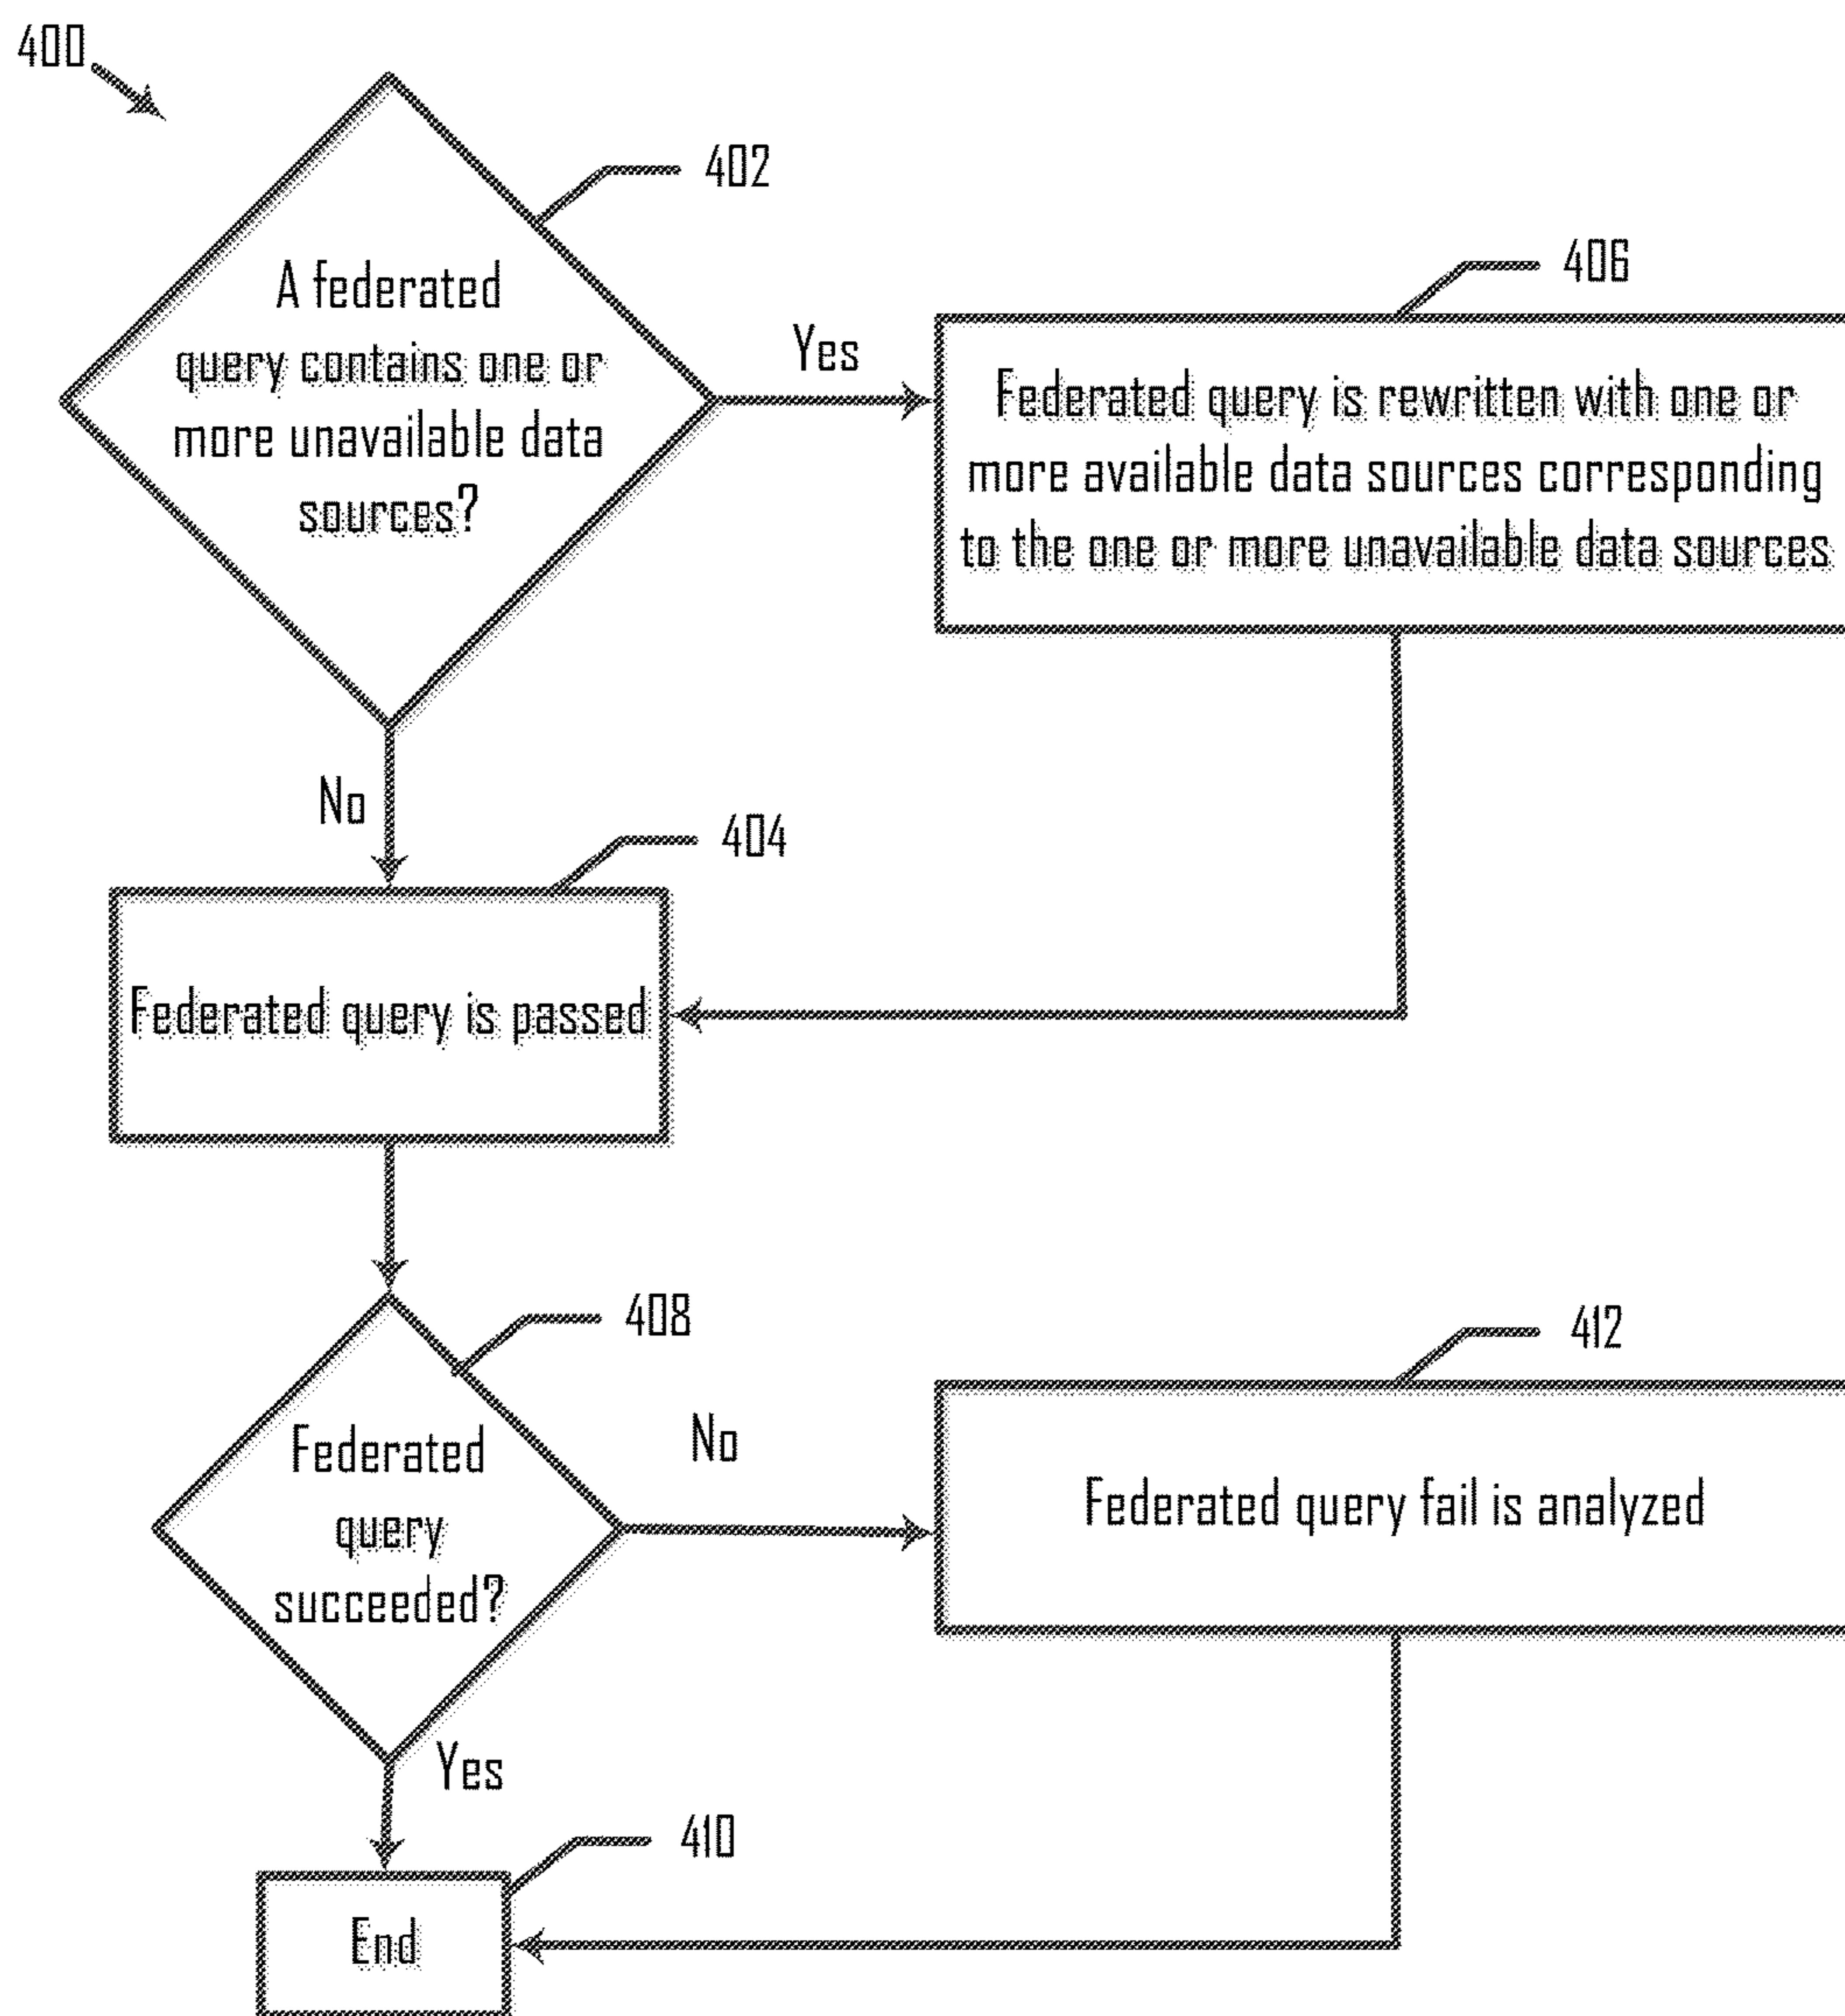 400
402
A federated
query contains one or
more unavailable data
sources?
Yes
406
Federated query is rewritten with one or
more available data sources corresponding
to the one or more unavailable data sources
No
404
Federated query is passed
408
Federated
query
succeeded?
No
412
Federated query fail is analyzed
Yes
410
End